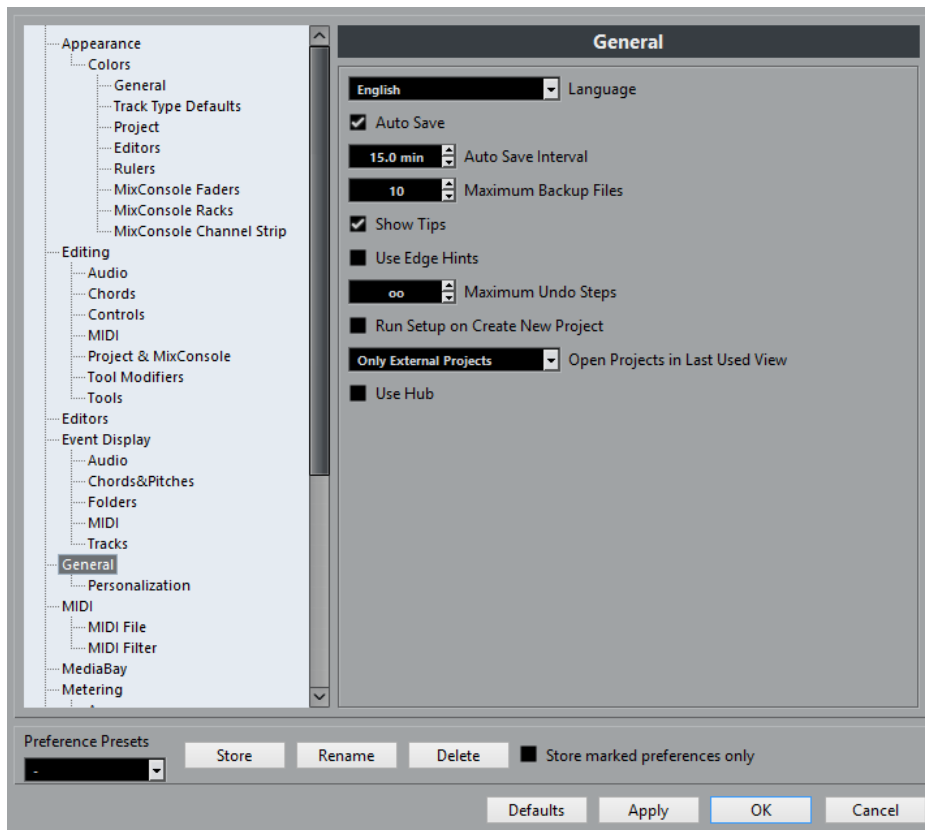 Appearance
Colors
General
Track Type Defaults
Project
Editors
Rulers
MixConsole Faders
MixConsole Racks
MixConsole Channel Strip
Editing
Audio
Chords
Controls
MIDI
Project & MixConsole
Tool Modifiers
Tools
Editors
Event Display
Audio
Chords&Pitches
Folders
MIDI
Tracks
General
Personalization
MIDI
MIDI File
MIDI Filter
MediaBay
Metering
General
English Language
Auto Save
15.0 min Auto Save Interval
10 Maximum Backup Files
Show Tips
Use Edge Hints
oo Maximum Undo Steps
Run Setup on Create New Project
Only External Projects Open Projects in Last Used View
Use Hub
Preference Presets
-
Store Rename Delete Store marked preferences only
Defaults Apply OK Cancel